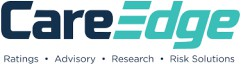 CareEdge
Ratings • Advisory • Research • Risk Solutions